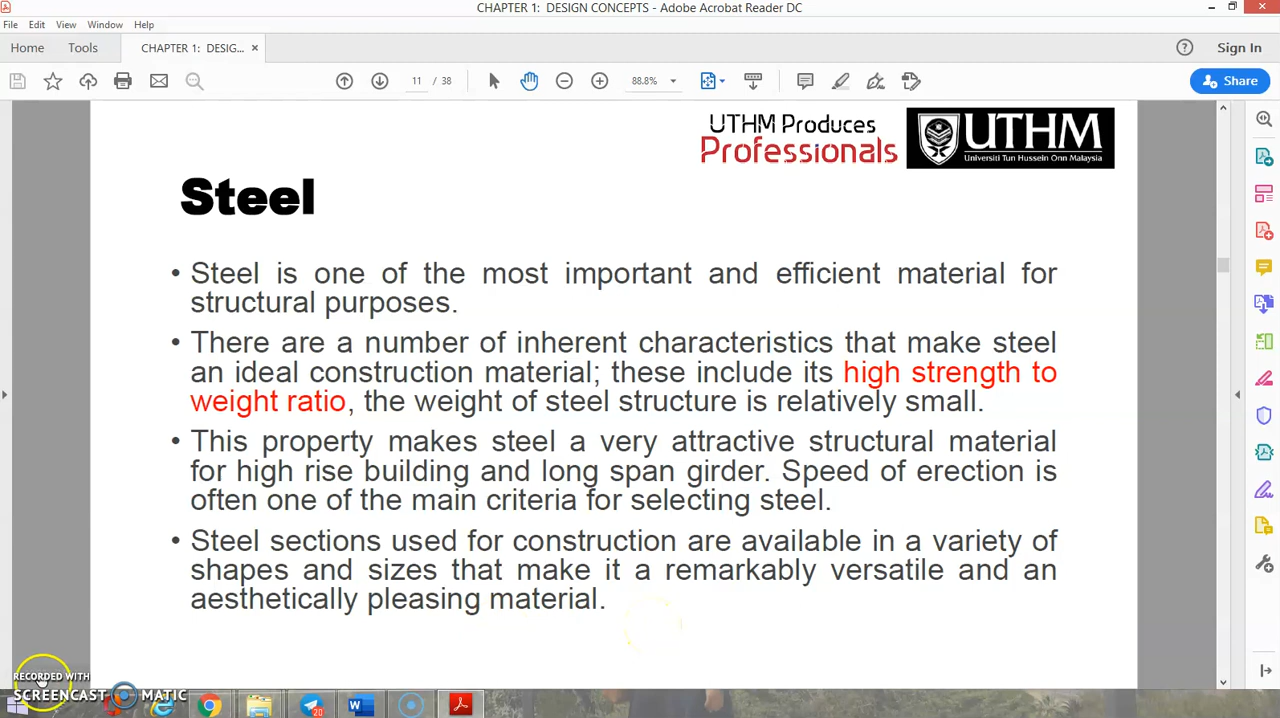 CHAPTER 1: DESIGN CONCEPTS - Adobe Acrobat Reader DC
File Edit View Window Help
Home Tools CHAPTER 1: DESIG... × Sign In
11 / 38 88.8% Share
UTHM Produces
Professionals
UTHM
Universiti Tun Hussein Onn Malaysia
Steel
• Steel is one of the most important and efficient material for
structural purposes.
• There are a number of inherent characteristics that make steel
an ideal construction material; these include its high strength to
weight ratio, the weight of steel structure is relatively small.
• This property makes steel a very attractive structural material
for high rise building and long span girder. Speed of erection is
often one of the main criteria for selecting steel.
• Steel sections used for construction are available in a variety of
shapes and sizes that make it a remarkably versatile and an
aesthetically pleasing material.
RECORDED WITH
SCREENCAST MATIC
20